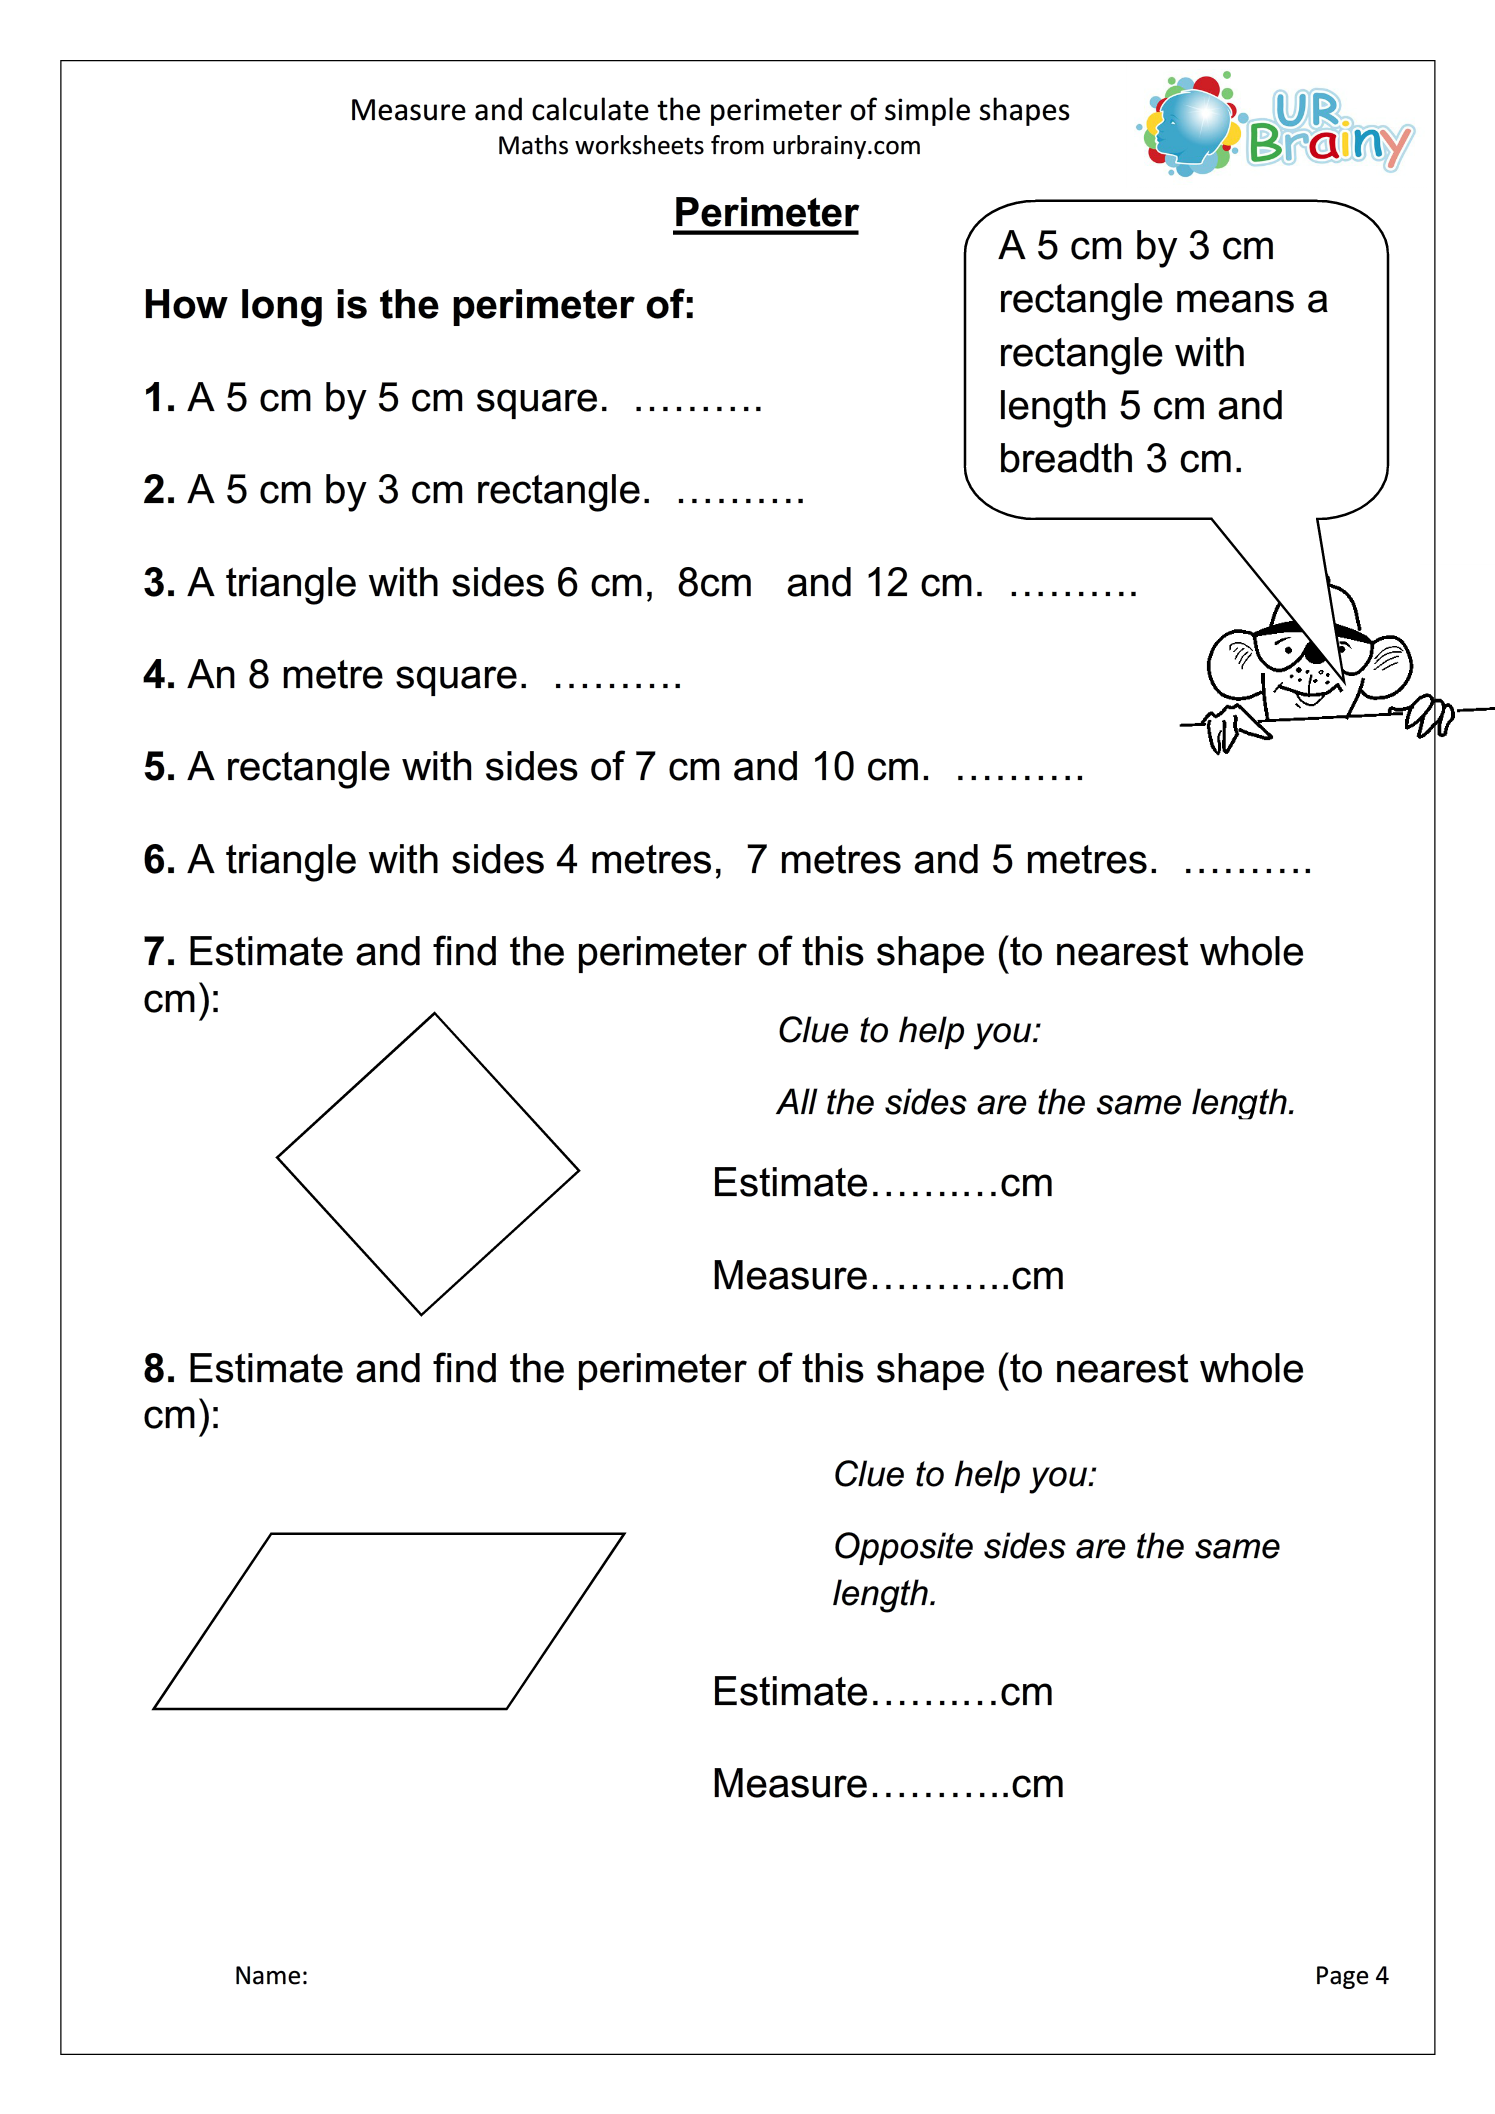 Measure and calculate the perimeter of simple shapes
Maths worksheets from urbrainy.com
UR
Brainy
Perimeter
A 5 cm by 3 cm
rectangle means a
rectangle with
length 5 cm and
breadth 3 cm.
How long is the perimeter of:
1. A 5 cm by 5 cm square. ……….
2. A 5 cm by 3 cm rectangle. ……….
3. A triangle with sides 6 cm,  8cm   and 12 cm. ……….
4. An 8 metre square. ……….
5. A rectangle with sides of 7 cm and 10 cm. ……….
6. A triangle with sides 4 metres,  7 metres and 5 metres. ……….
7. Estimate and find the perimeter of this shape (to nearest whole
cm):
Clue to help you:
All the sides are the same length.
Estimate…….…cm
Measure………..cm
8. Estimate and find the perimeter of this shape (to nearest whole
cm):
Clue to help you:
Opposite sides are the same
length.
Estimate…….…cm
Measure………..cm
Name:
Page 4